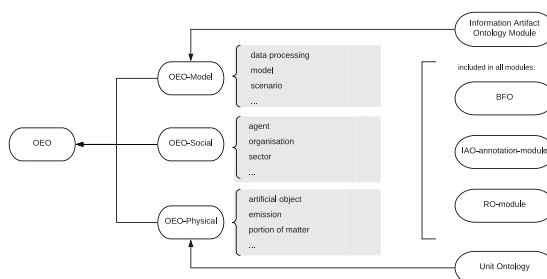 Information Artifact
Ontology Module
OEO-Model
data processing
model
scenario
...
included in all modules:
BFO
OEO
OEO-Social
agent
organisation
sector
...
IAO-annotation-module
OEO-Physical
artificial object
emission
portion of matter
...
RO-module
Unit Ontology